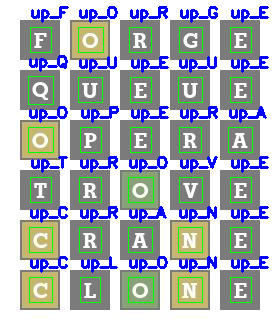 up_F up_O up_R up_G up_E
F O R G E
up_Q up_U up_E up_U up_E
Q U E U E
up_O up_P up_E up_R up_A
O P E R A
up_T up_R up_O up_V up_E
T R O V E
up_C up_R up_A up_N up_E
C R A N E
up_C up_L up_O up_N up_E
C L O N E